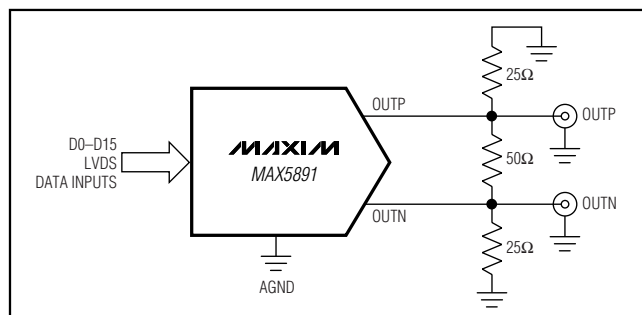 25Ω
OUTP
OUTP
D0–D15
LVDS
DATA INPUTS
MAXIM
MAX5891
50Ω
OUTN
OUTN
25Ω
AGND